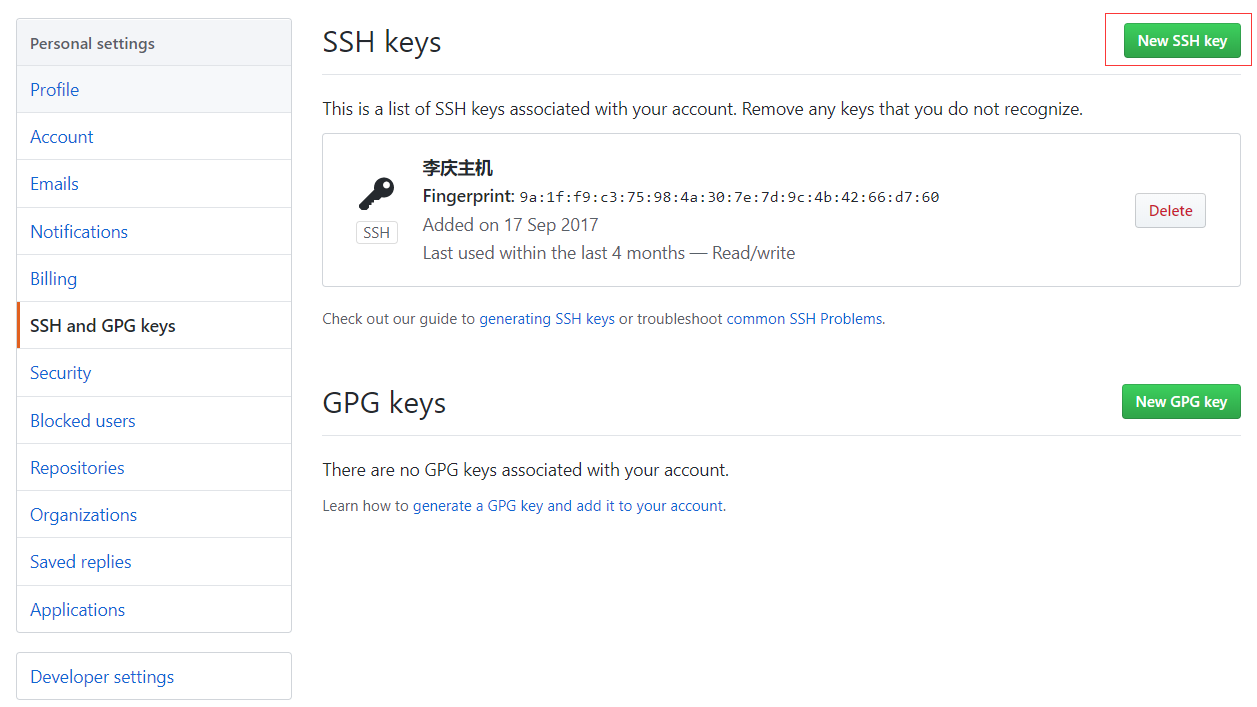 Personal settings
Profile
Account
Emails
Notifications
Billing
SSH and GPG keys
Security
Blocked users
Repositories
Organizations
Saved replies
Applications
Developer settings
SSH keys
New SSH key
This is a list of SSH keys associated with your account. Remove any keys that you do not recognize.
李庆主机
Fingerprint: 9a:1f:f9:c3:75:98:4a:30:7e:7d:9c:4b:42:66:d7:60
Added on 17 Sep 2017
Last used within the last 4 months — Read/write
SSH
Delete
Check out our guide to generating SSH keys or troubleshoot common SSH Problems.
GPG keys
New GPG key
There are no GPG keys associated with your account.
Learn how to generate a GPG key and add it to your account.